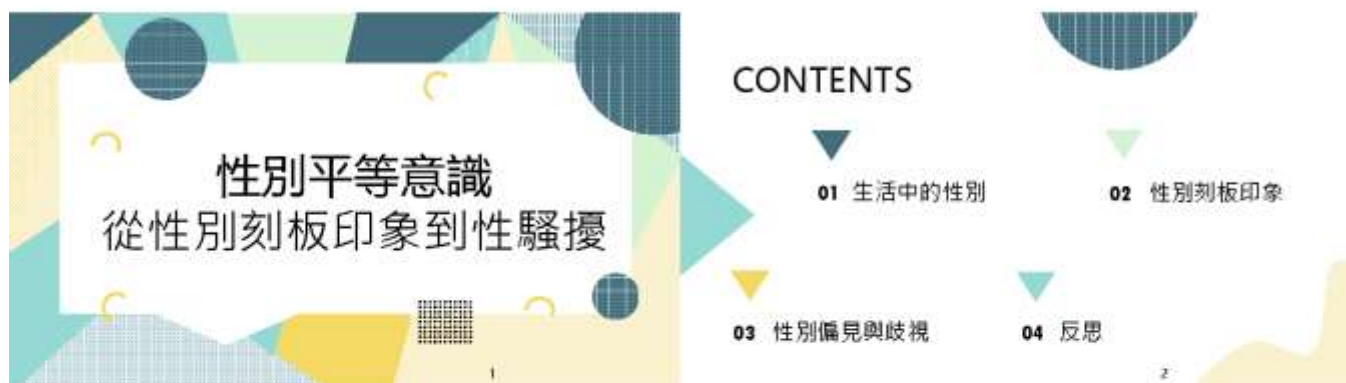 性別平等意識
從性別刻板印象到性騷擾
1
CONTENTS
01 生活中的性別
02 性別刻板印象
03 性別偏見與歧視
04 反思
2